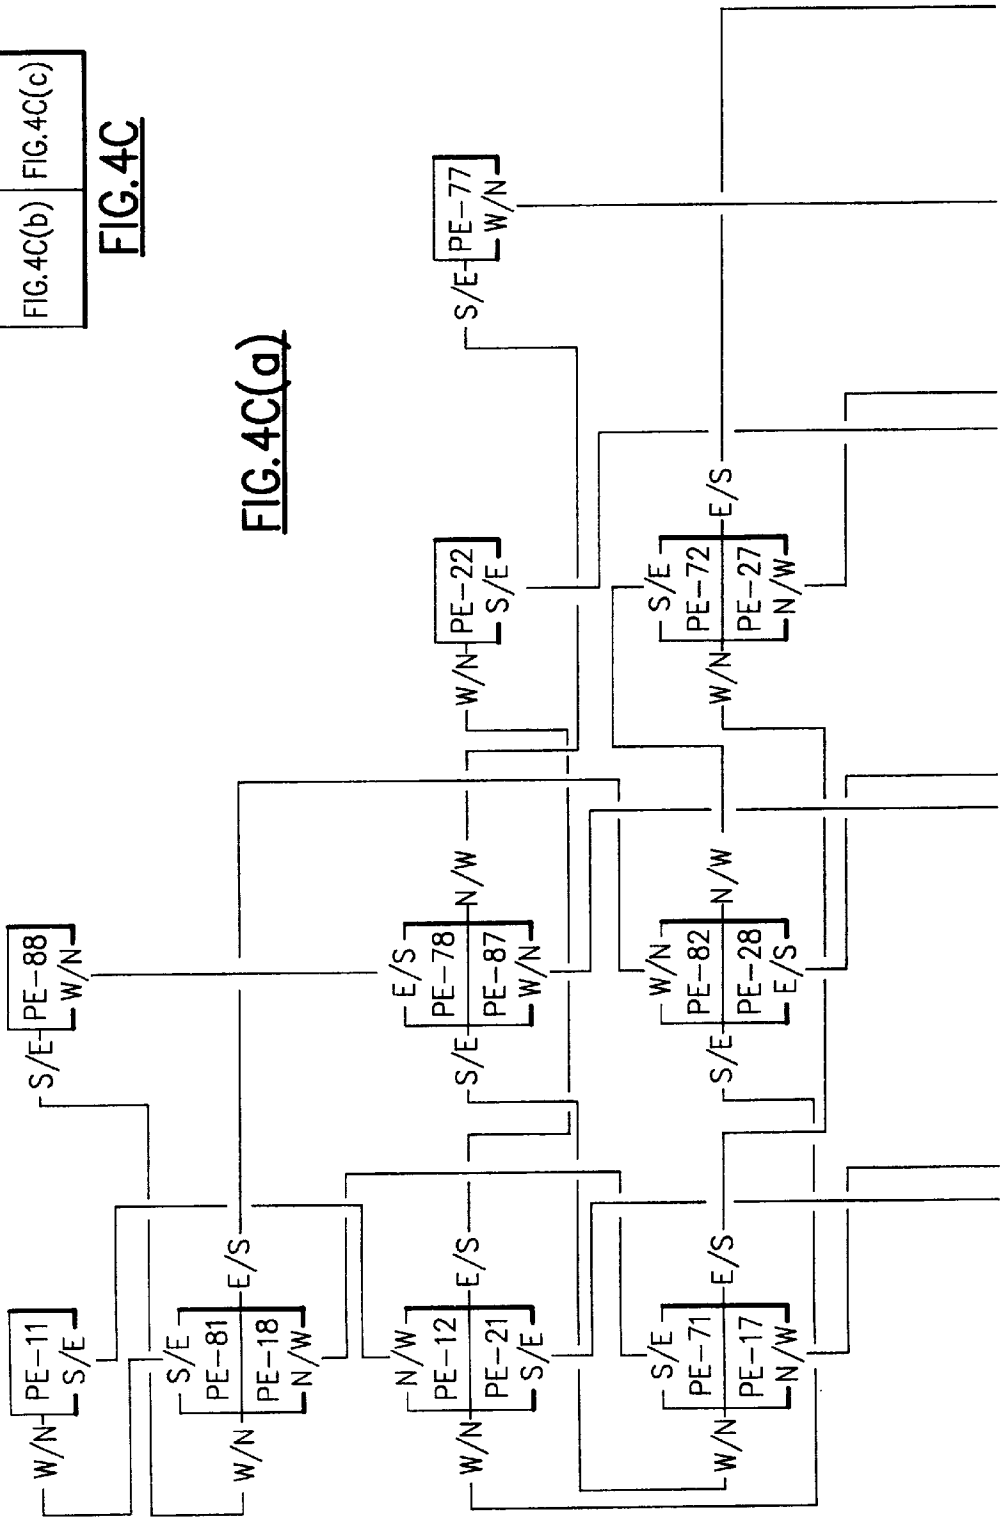 FIG.4C(b)
FIG.4C(c)
FIG.4C
FIG.4C(a)
PE-11
W/N
S/E
PE-88
S/E
W/N
S/E
PE-81
PE-18
W/N
E/S
N/W
N/W
PE-12
PE-21
W/N
E/S
S/E
E/S
PE-78
PE-87
S/E
N/W
W/N
PE-22
W/N
S/E
PE-77
S/E
W/N
S/E
PE-71
PE-17
W/N
E/S
N/W
W/N
PE-82
PE-28
S/E
N/W
E/S
S/E
PE-72
PE-27
W/N
E/S
N/W